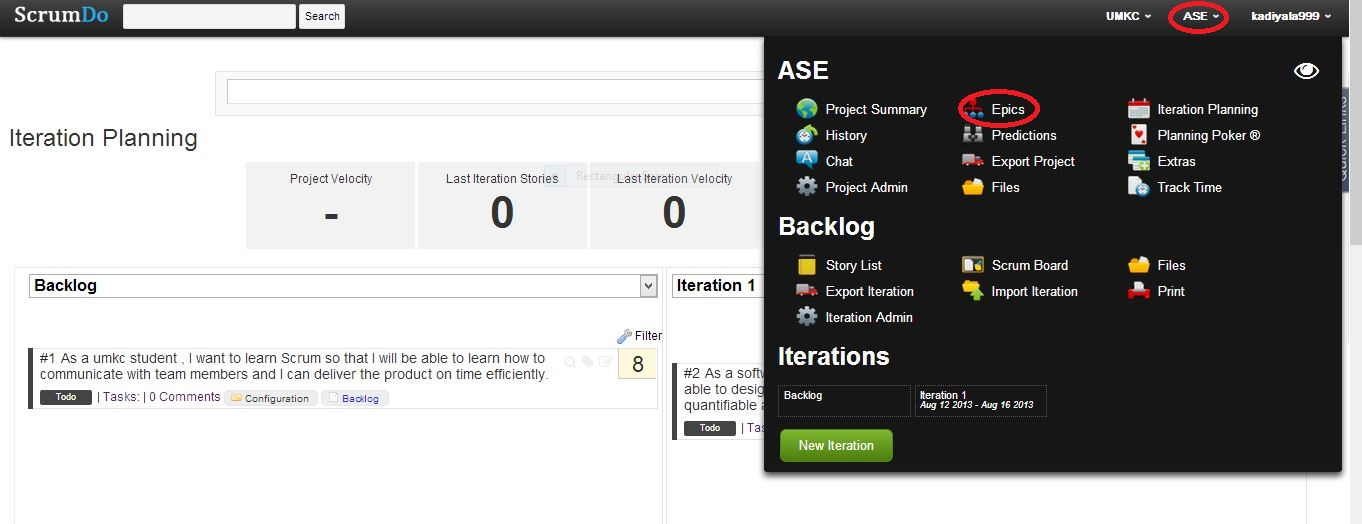 ScrumDo
Search
UMKC
ASE
kadiyala999
Iteration Planning
Project Velocity
-
Last Iteration Stories
0
Rectang
Last Iteration Velocity
0
Backlog
Filter
#1 As a umkc student , I want to learn Scrum so that I will be able to learn how to
communicate with team members and I can deliver the product on time efficiently.
8
Todo | Tasks: | 0 Comments Configuration Backlog
Iteration 1
#2 As a softw
able to desig
quantifiable a
Todo | Tas
ASE
Project Summary Epics Iteration Planning
History Predictions Planning Poker ®
Chat Export Project Extras
Project Admin Files Track Time
Backlog
Story List Scrum Board Files
Export Iteration Import Iteration Print
Iteration Admin
Iterations
Backlog
Iteration 1
Aug 12 2013 - Aug 16 2013
New Iteration